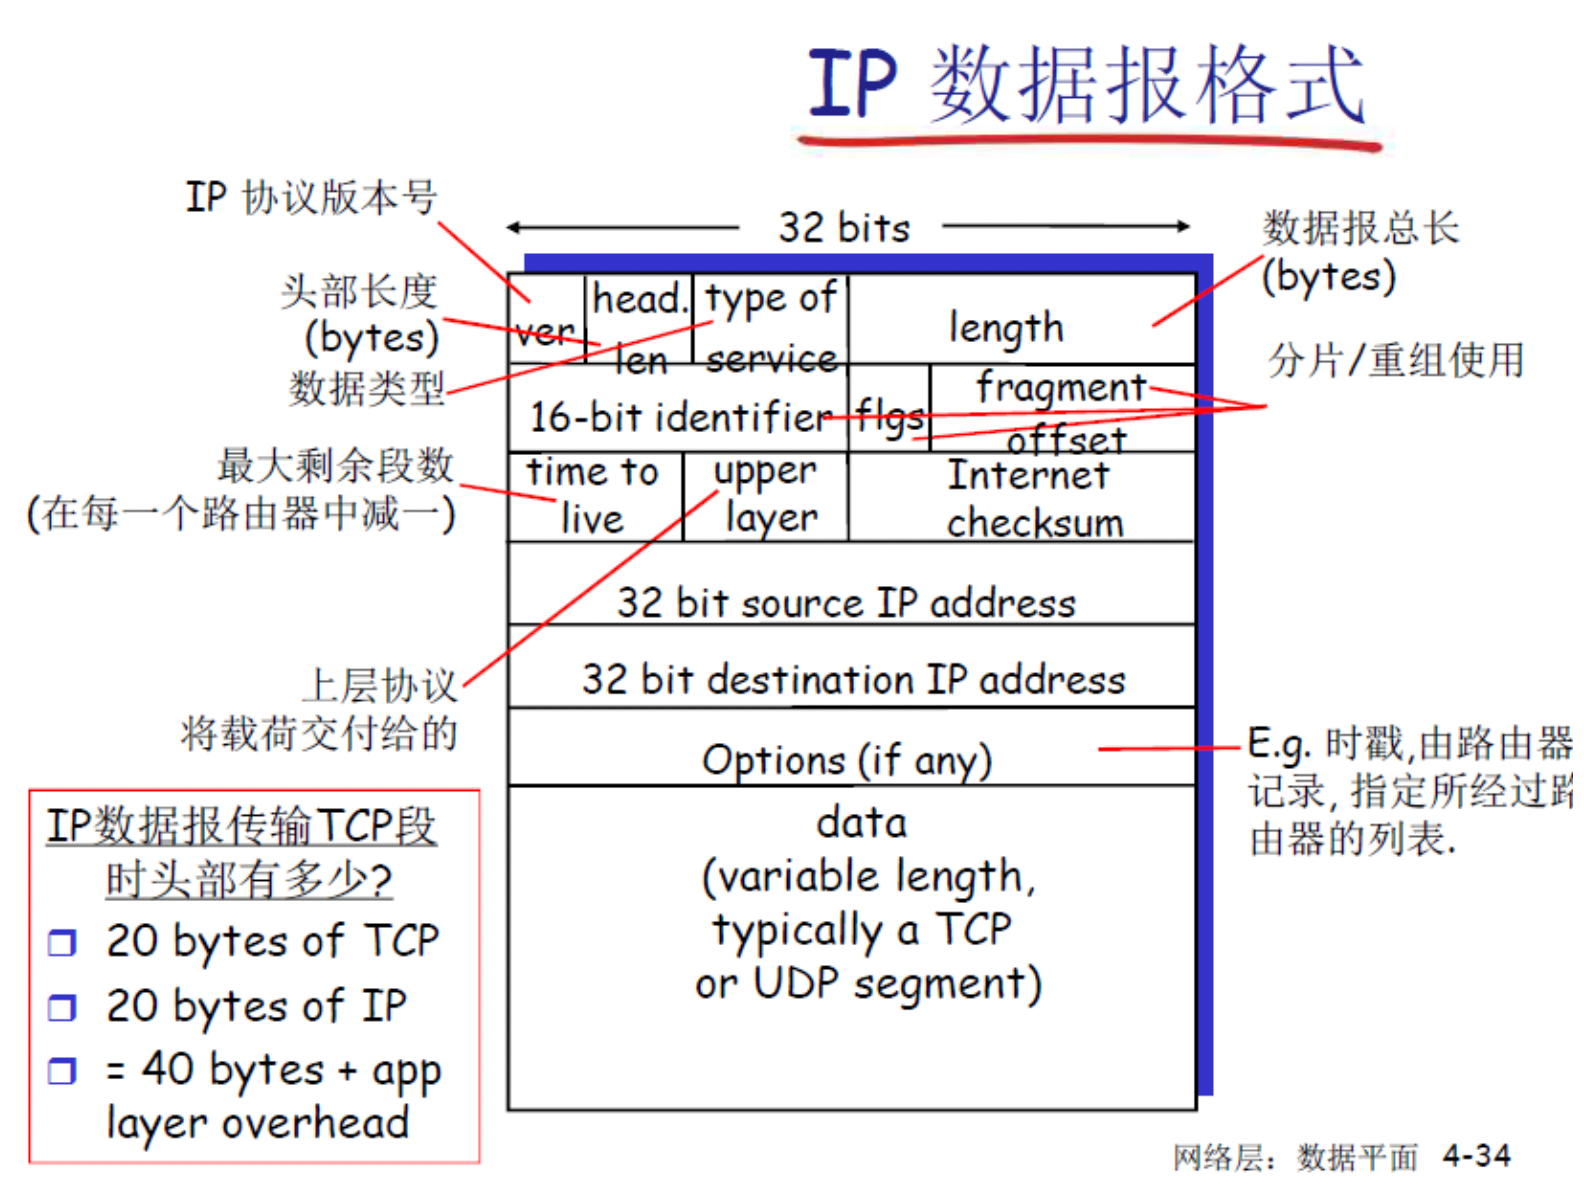 IP 数据报格式
IP 协议版本号
32 bits
数据报总长
(bytes)
头部长度
(bytes)
数据类型
ver
head.
len
type of
service
length
分片/重组使用
16-bit identifier
flgs
fragment
offset
最大剩余段数
(在每一个路由器中减一)
time to
live
upper
layer
Internet
checksum
32 bit source IP address
上层协议
将载荷交付给的
32 bit destination IP address
Options (if any)
E.g. 时戳,由路由器
记录, 指定所经过路
由器的列表.
data
(variable length,
typically a TCP
or UDP segment)
IP数据报传输TCP段
时头部有多少?
20 bytes of TCP
20 bytes of IP
= 40 bytes + app
layer overhead
网络层：数据平面 4-34